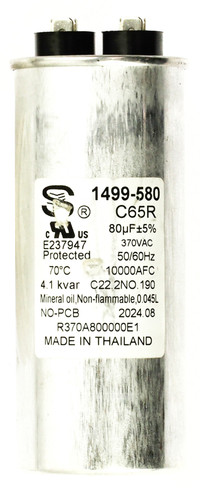 1499-580
® C65R
c us 80µF±5%
E237947 370VAC
Protected 50/60Hz
70°C 10000AFC
4.1 kvar C22.2NO.190
Mineral oil,Non-flammable,0.045L
NO-PCB 2024.08
R370A800000E1
MADE IN THAILAND